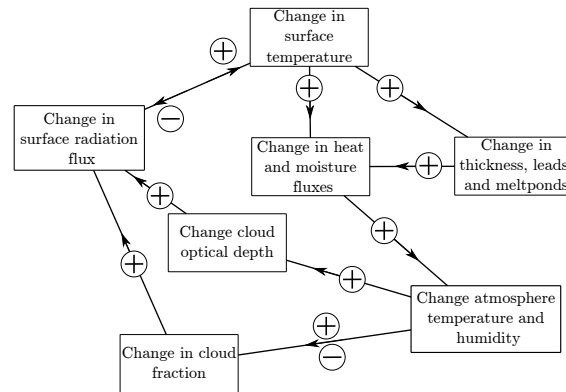 Change in
surface
temperature
+
+
+
−
Change in
surface radiation
flux
Change in heat
and moisture
fluxes
+
Change in
thickness, leads
and meltponds
+
Change cloud
optical depth
+
+
+
Change atmosphere
temperature and
humidity
+
−
Change in cloud
fraction